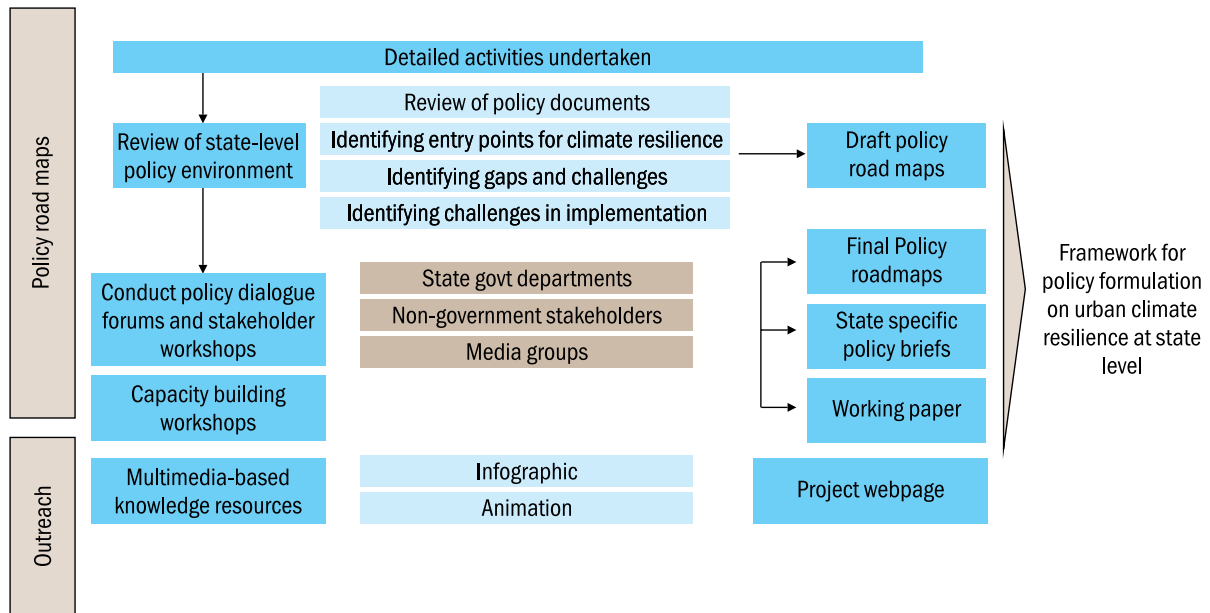 Policy road maps
Detailed activities undertaken
Review of state-level
policy environment
Review of policy documents
Identifying entry points for climate resilience
Identifying gaps and challenges
Identifying challenges in implementation
Draft policy
road maps
Conduct policy dialogue
forums and stakeholder
workshops
State govt departments
Non-government stakeholders
Media groups
Final Policy
roadmaps
State specific
policy briefs
Working paper
Capacity building
workshops
Framework for
policy formulation
on urban climate
resilience at state
level
Outreach
Multimedia-based
knowledge resources
Infographic
Animation
Project webpage